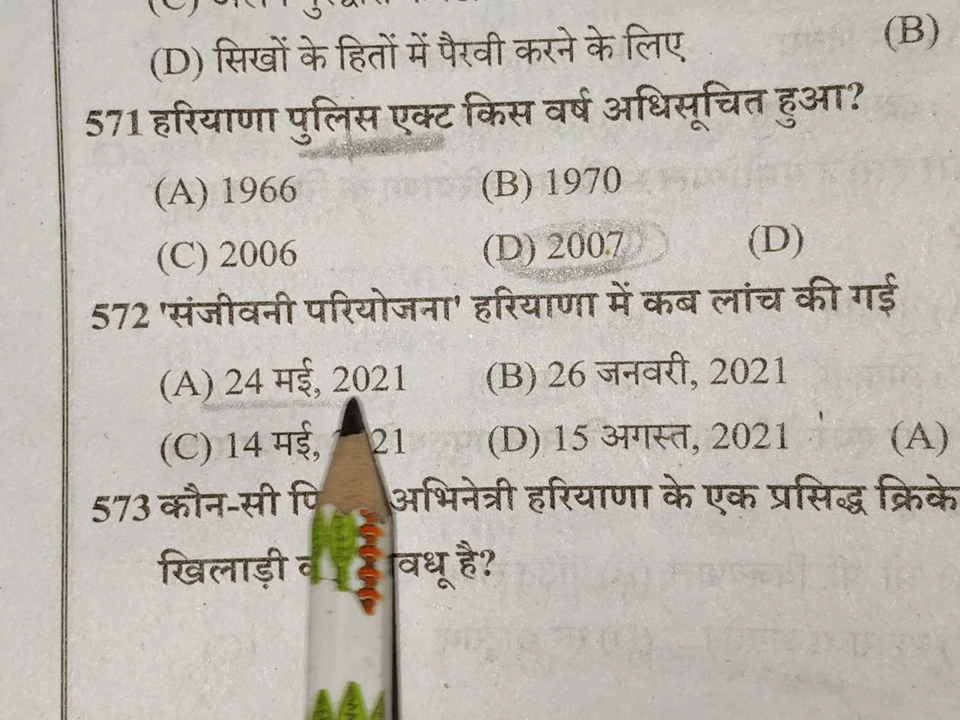 (D) सिखों के हितों में पैरवी करने के लिए (B)
571 हरियाणा पुलिस एक्ट किस वर्ष अधिसूचित हुआ?
(A) 1966 (B) 1970
(C) 2006 (D) 2007 (D)
572 'संजीवनी परियोजना' हरियाणा में कब लांच की गई
(A) 24 मई, 2021 (B) 26 जनवरी, 2021
(C) 14 मई, 21 (D) 15 अगस्त, 2021 (A)
573 कौन-सी अभिनेत्री हरियाणा के एक प्रसिद्ध क्रिके
खिलाड़ी वधू है?